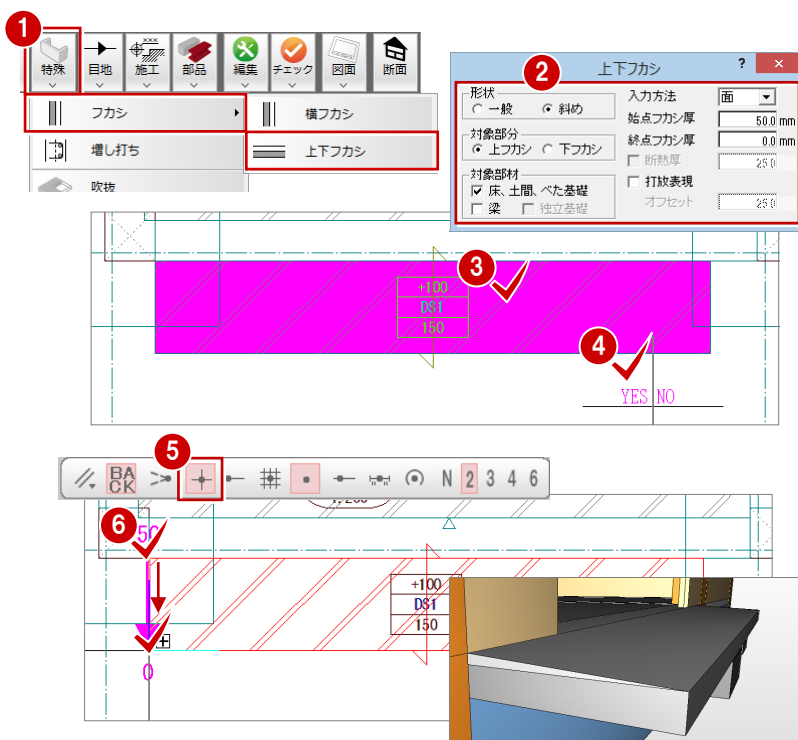 1
特殊
目地
施工
部品
編集
チェック
図面
断面
フカシ
横フカシ
増し打ち
上下フカシ
吹抜
2
上下フカシ
?
×
形状
一般
斜め
対象部分
上フカシ
下フカシ
対象部材
床、土間、べた基礎
梁
独立基礎
入力方法
面
始点フカシ厚
50.0 mm
終点フカシ厚
0.0 mm
断熱厚
25.0
打放表現
オフセット
25.0
3
+100
DS1
150
4
YES NO
5
BACK
N 2 3 4 6
6
50
+100
DS1
150
0